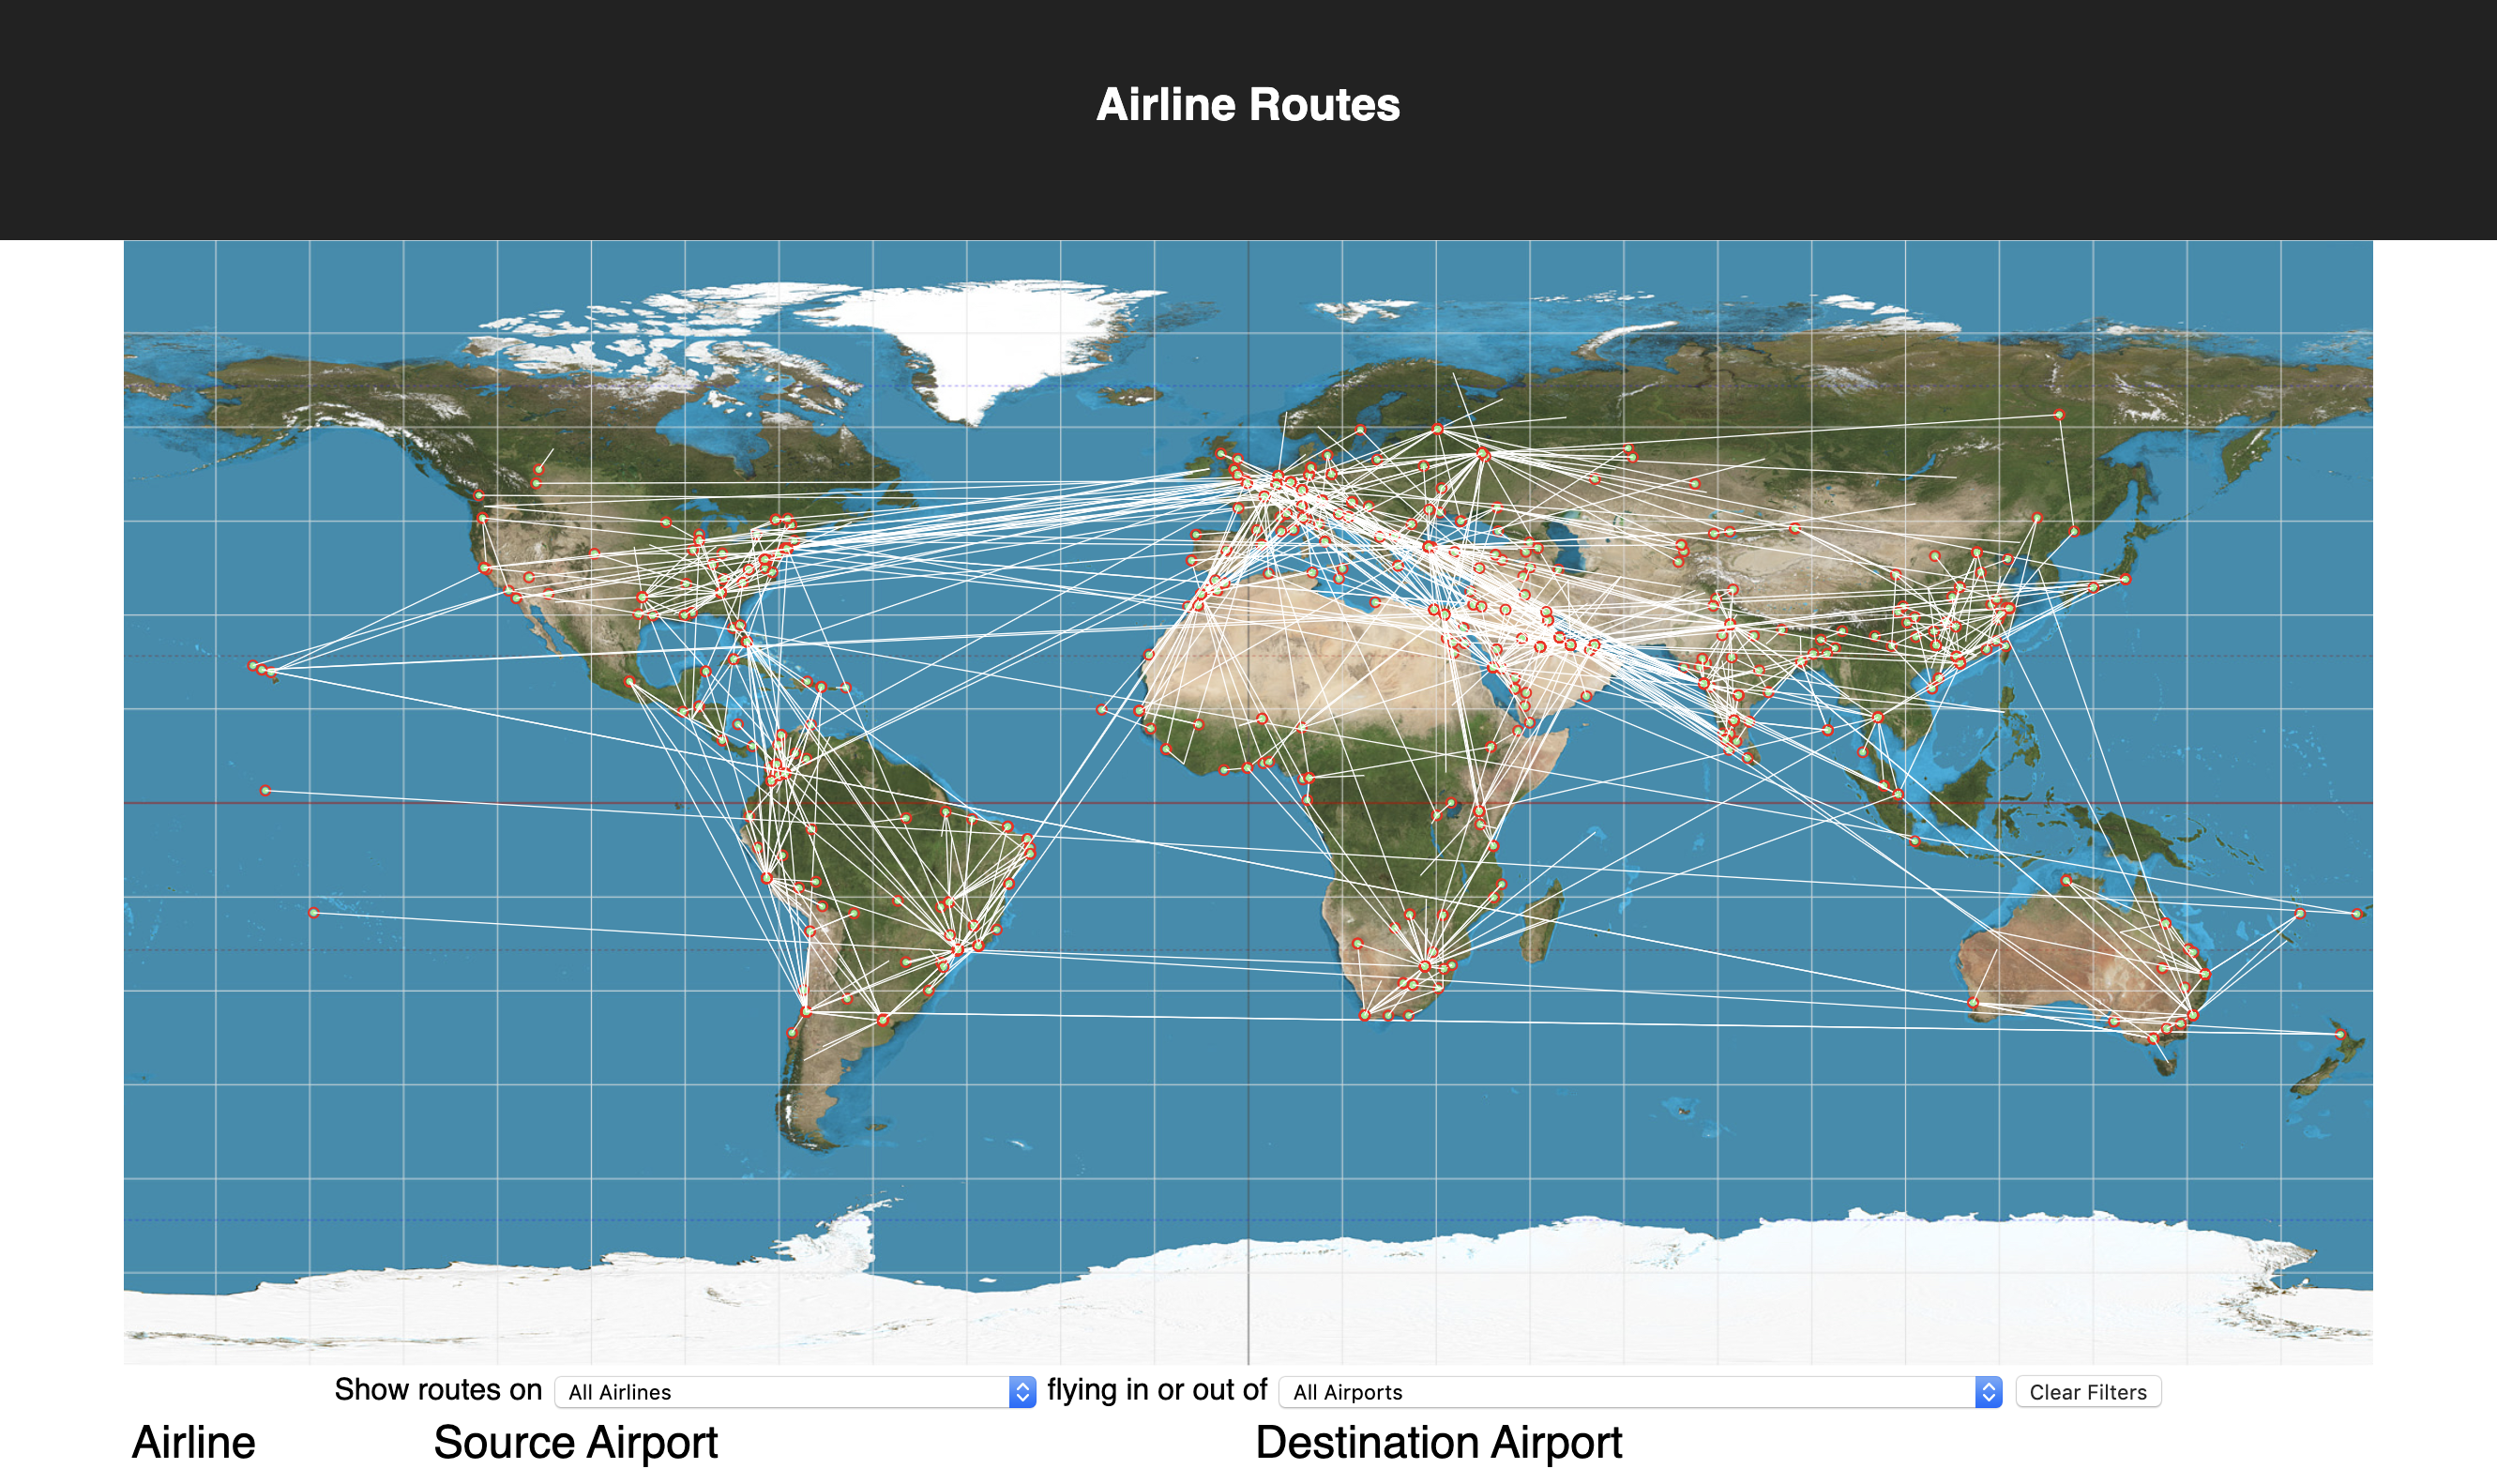 Airline Routes
Show routes on All Airlines flying in or out of All Airports Clear Filters
Airline Source Airport Destination Airport